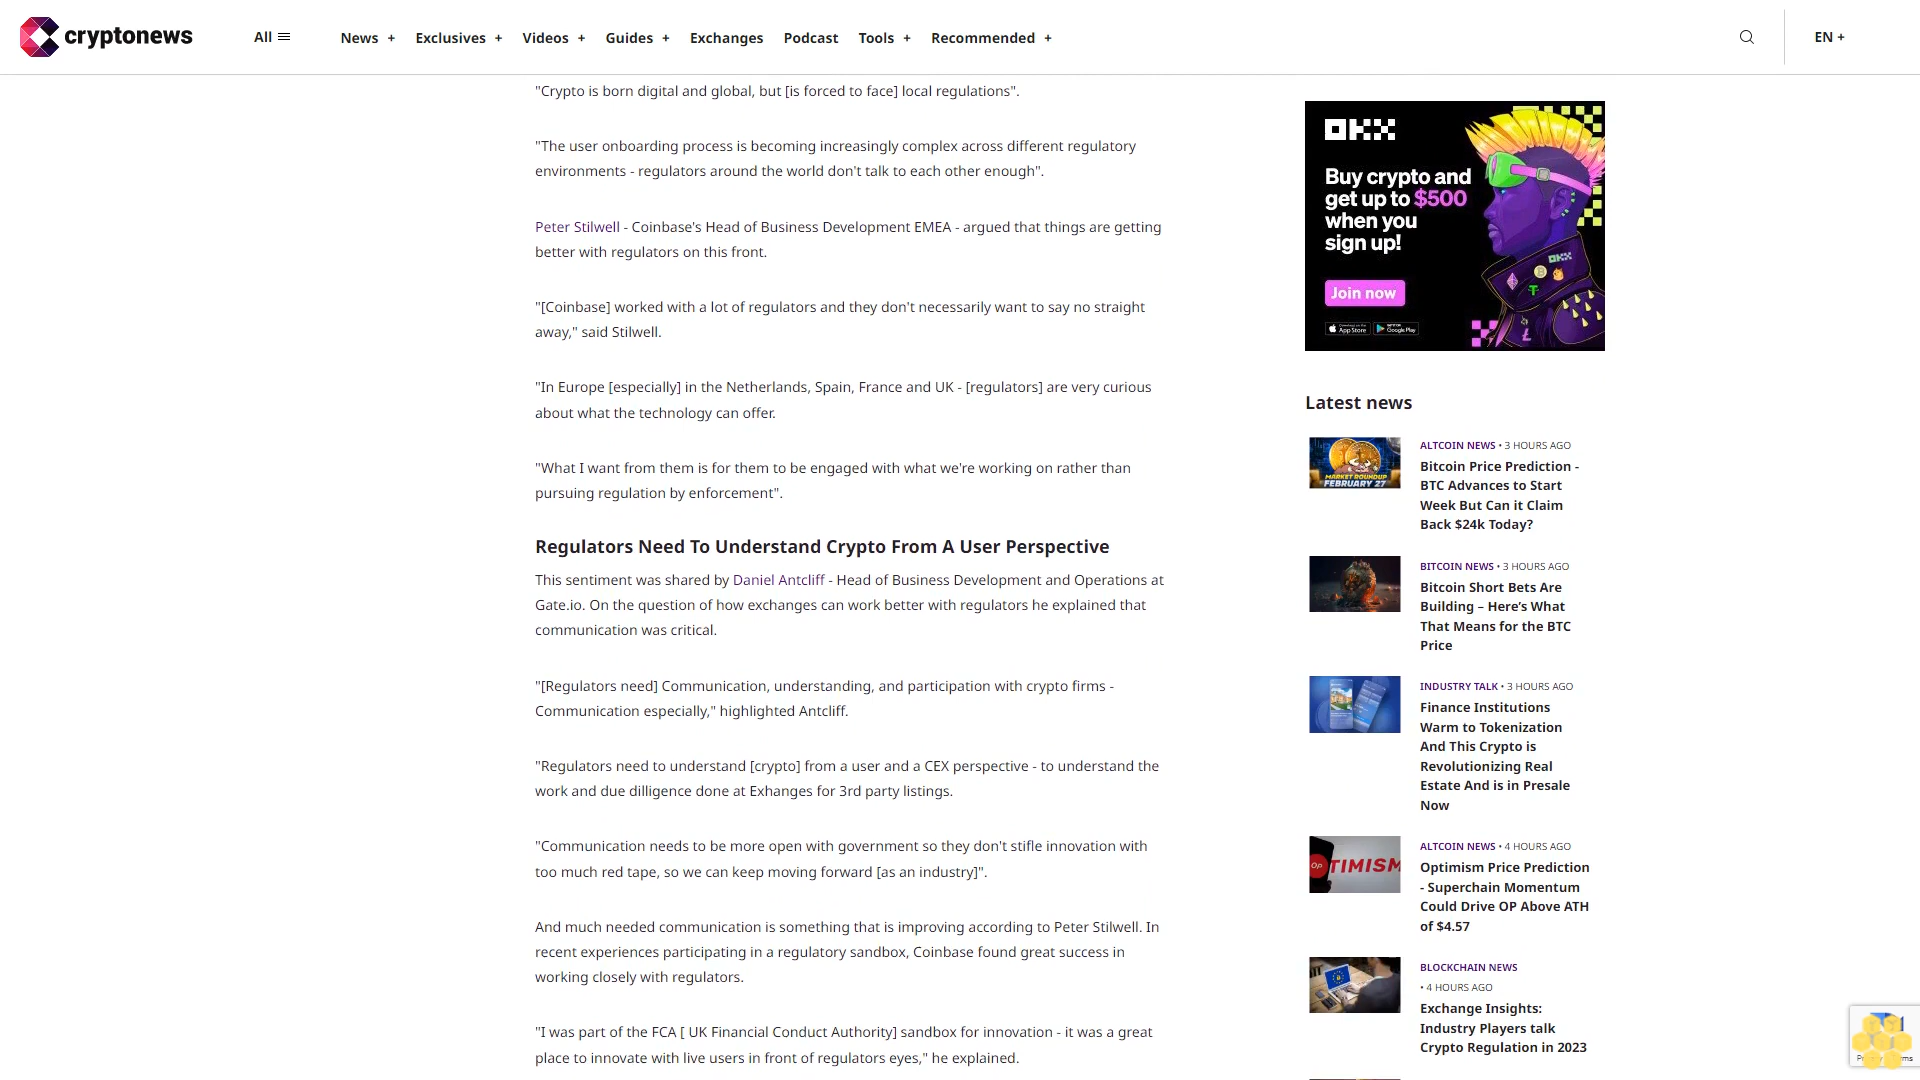 cryptonews
All
News +
Exclusives +
Videos +
Guides +
Exchanges
Podcast
Tools +
Recommended +
EN +
"Crypto is born digital and global, but [is forced to face] local regulations".
"The user onboarding process is becoming increasingly complex across different regulatory
environments - regulators around the world don't talk to each other enough".
Peter Stilwell - Coinbase's Head of Business Development EMEA - argued that things are getting
better with regulators on this front.
"[Coinbase] worked with a lot of regulators and they don't necessarily want to say no straight
away," said Stilwell.
"In Europe [especially] in the Netherlands, Spain, France and UK - [regulators] are very curious
about what the technology can offer.
"What I want from them is for them to be engaged with what we're working on rather than
pursuing regulation by enforcement".
Regulators Need To Understand Crypto From A User Perspective
This sentiment was shared by Daniel Antcliff - Head of Business Development and Operations at
Gate.io. On the question of how exchanges can work better with regulators he explained that
communication was critical.
"[Regulators need] Communication, understanding, and participation with crypto firms -
Communication especially," highlighted Antcliff.
"Regulators need to understand [crypto] from a user and a CEX perspective - to understand the
work and due dilligence done at Exhanges for 3rd party listings.
"Communication needs to be more open with government so they don't stifle innovation with
too much red tape, so we can keep moving forward [as an industry]".
And much needed communication is something that is improving according to Peter Stilwell. In
recent experiences participating in a regulatory sandbox, Coinbase found great success in
working closely with regulators.
"I was part of the FCA [ UK Financial Conduct Authority] sandbox for innovation - it was a great
place to innovate with live users in front of regulators eyes," he explained.
OKX
Buy crypto and
get up to $500
when you
sign up!
Join now
App Store
Google Play
OKX
Latest news
MARKET ROUNDUP
FEBRUARY 27
ALTCOIN NEWS • 3 HOURS AGO
Bitcoin Price Prediction -
BTC Advances to Start
Week But Can it Claim
Back $24k Today?
BITCOIN NEWS • 3 HOURS AGO
Bitcoin Short Bets Are
Building – Here's What
That Means for the BTC
Price
INDUSTRY TALK • 3 HOURS AGO
Finance Institutions
Warm to Tokenization
And This Crypto is
Revolutionizing Real
Estate And is in Presale
Now
OP
TIMISM
ALTCOIN NEWS • 4 HOURS AGO
Optimism Price Prediction
- Superchain Momentum
Could Drive OP Above ATH
of $4.57
BLOCKCHAIN NEWS
• 4 HOURS AGO
Exchange Insights:
Industry Players talk
Crypto Regulation in 2023